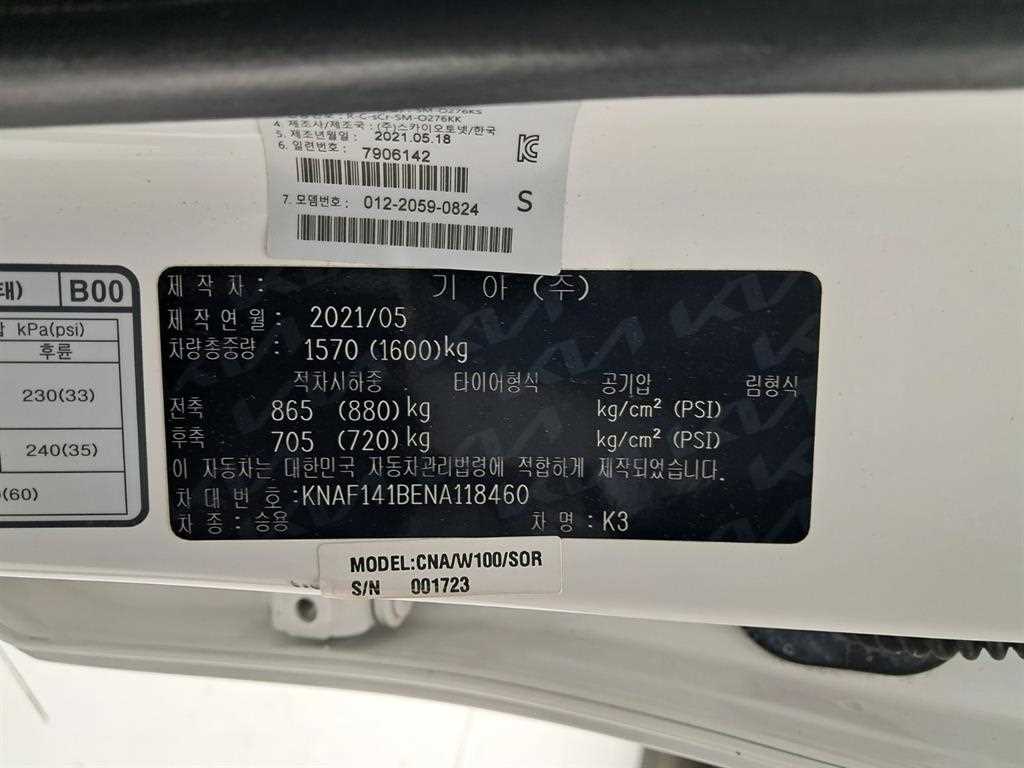 R-C-sCr-SM-O276KK
4. 제조사/제조국 : (주)스카이오토넷/한국
5. 제조년월일 : 2021.05.18
6. 일련번호 : 7906142
7. 모뎀번호 : 012-2059-0824
S
태) B00
kPa(psi)
후륜
230(33)
240(35)
(60)
제 작 자 : 기 아 (주)
제 작 연 월 : 2021/05
차량총중량 : 1570 (1600)kg
적차시하중 타이어형식 공기압 림형식
전축 865 (880)kg kg/cm² (PSI)
후축 705 (720)kg kg/cm² (PSI)
이 자동차는 대한민국 자동차관리법령에 적합하게 제작되었습니다.
차 대 번 호 :KNAF141BENA118460
차 종 : 승용 차 명 : K3
MODEL:CNA/W100/SOR
S/N 001723